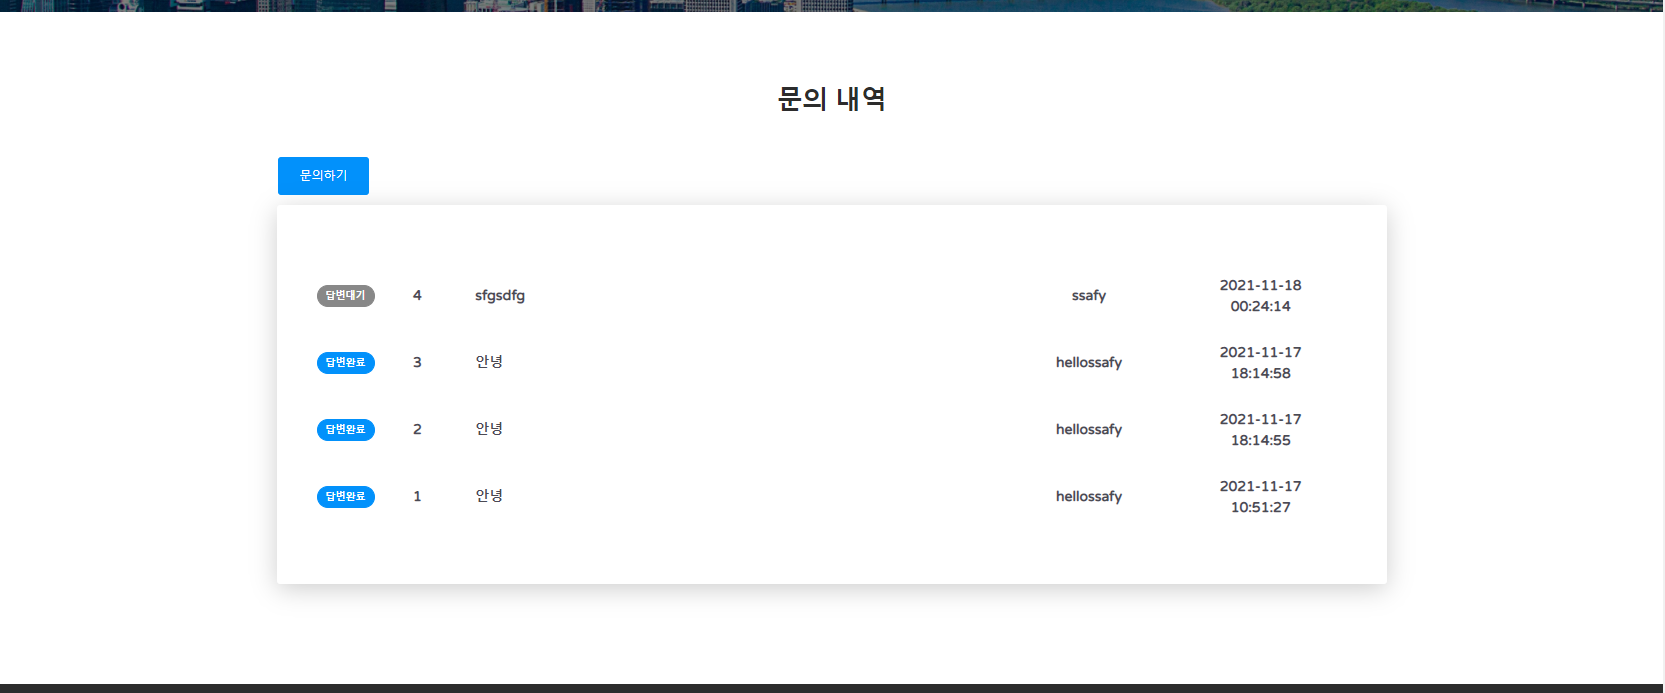 문의 내역
문의하기
답변대기 4 sfgsdfg ssafy 2021-11-18
00:24:14
답변완료 3 안녕 hellossafy 2021-11-17
18:14:58
답변완료 2 안녕 hellossafy 2021-11-17
18:14:55
답변완료 1 안녕 hellossafy 2021-11-17
10:51:27